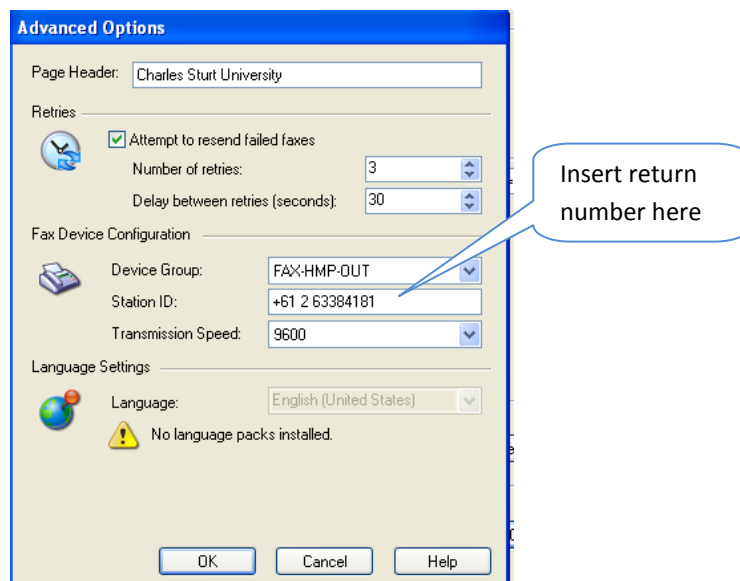 Advanced Options
Page Header: Charles Sturt University
Retries
Attempt to resend failed faxes
Number of retries: 3
Delay between retries (seconds): 30
Insert return
number here
Fax Device Configuration
Device Group: FAX-HMP-OUT
Station ID: +61 2 63384181
Transmission Speed: 9600
Language Settings
Language: English (United States)
No language packs installed.
OK Cancel Help